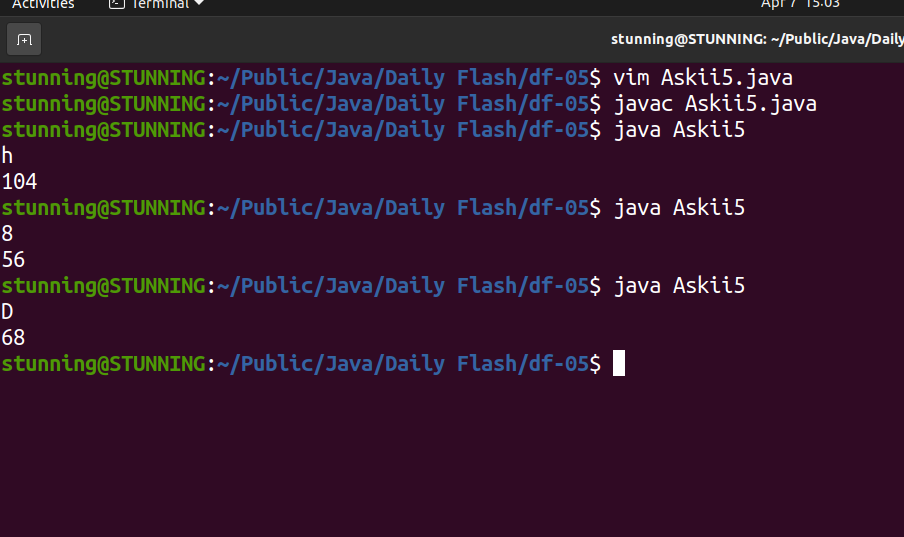 Activities Terminal Apr 7 15:03
stunning@STUNNING: ~/Public/Java/Daily
stunning@STUNNING:~/Public/Java/Daily Flash/df-05$ vim Askii5.java
stunning@STUNNING:~/Public/Java/Daily Flash/df-05$ javac Askii5.java
stunning@STUNNING:~/Public/Java/Daily Flash/df-05$ java Askii5
h
104
stunning@STUNNING:~/Public/Java/Daily Flash/df-05$ java Askii5
8
56
stunning@STUNNING:~/Public/Java/Daily Flash/df-05$ java Askii5
D
68
stunning@STUNNING:~/Public/Java/Daily Flash/df-05$